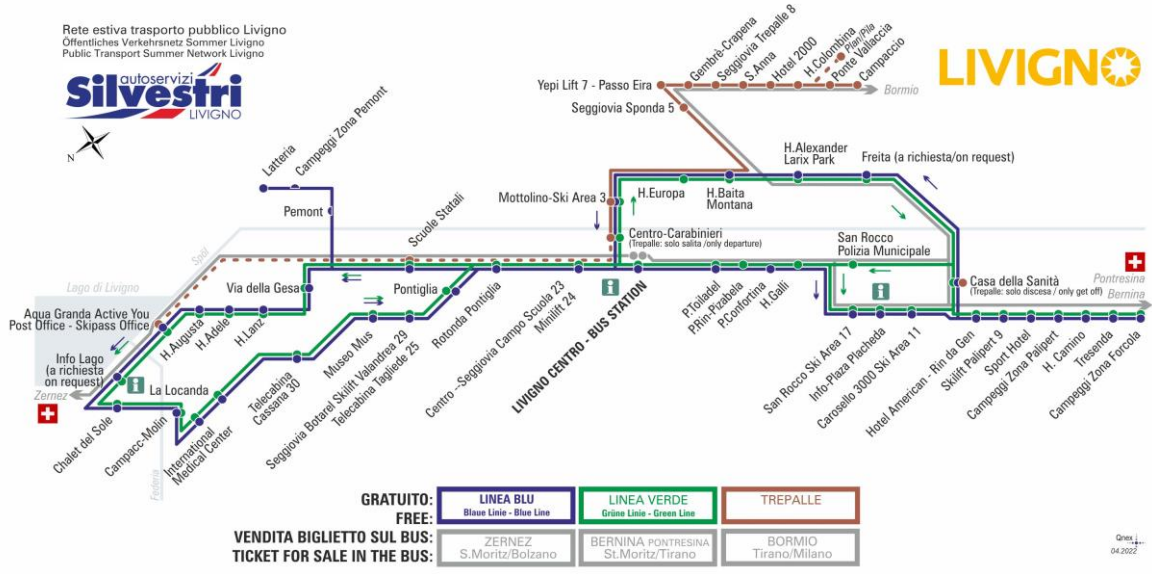 Rete estiva trasporto pubblico Livigno
Öffentliches Verkehrsnetz Sommer Livigno
Public Transport Summer Network Livigno
autoservizi
Silvestri
LIVIGNO
N
LIVIGNO
Yepi Lift 7 - Passo Eira
Gembrè-Crapena
Seggiovia Trepalle 8
S.Anna
Hotel 2000
H.Colombina
Plan/Pila
Ponte Vallaccia
Campaccio
Bormio
Seggiovia Sponda 5
Latteria
Campeggi Zona Pemont
Pemont
Mottolino-Ski Area 3
H.Europa
H.Baita
Montana
H.Alexander
Larix Park
Freita (a richiesta/on request)
Scuole Statali
Centro-Carabinieri
(Trepalle: solo salita /only departure)
San Rocco
Polizia Municipale
Spöl
Lago di Livigno
Via della Gesa
Pontiglia
Casa della Sanità
(Trepalle: solo discesa / only get off)
Pontresina
Bernina
Aqua Granda Active You
Post Office - Skipass Office
H.Augusta
H.Adele
H.Lanz
Info Lago
(a richiesta
on request)
Zernez
La Locanda
Chalet del Sole
Campacc-Molin
Federia
International
Medical Center
Telecabina
Cassana 30
Museo Mus
Seggiovia Botarel Skilift Valandrea 29
Telecabina Tagliede 25
Rotonda Pontiglia
Centro -Seggiovia Campo Scuola 23
Minilift 24
LIVIGNO CENTRO - BUS STATION
P.Toiladel
P.Rin-Pizabela
P.Confortina
H.Galli
San Rocco Ski Area 17
Info-Plaza Placheda
Carosello 3000 Ski Area 11
Hotel American - Rin da Gen
Skilift Palipert 9
Sport Hotel
Campeggi Zona Palipert
H. Camino
Tresenda
Campeggi Zona Forcola
GRATUITO:
FREE:
LINEA BLU
Blaue Linie - Blue Line
LINEA VERDE
Grüne Linie - Green Line
TREPALLE
VENDITA BIGLIETTO SUL BUS:
TICKET FOR SALE IN THE BUS:
ZERNEZ
S.Moritz/Bolzano
BERNINA PONTRESINA
St.Moritz/Tirano
BORMIO
Tirano/Milano
Qnex
04.2022